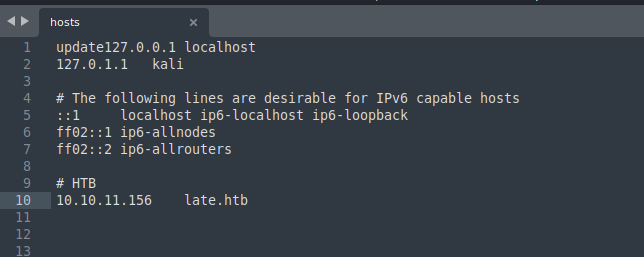 hosts
1 update127.0.0.1 localhost
2 127.0.1.1   kali
3
4 # The following lines are desirable for IPv6 capable hosts
5 ::1     localhost ip6-localhost ip6-loopback
6 ff02::1 ip6-allnodes
7 ff02::2 ip6-allrouters
8
9 # HTB
10 10.10.11.156    late.htb
11
12
13